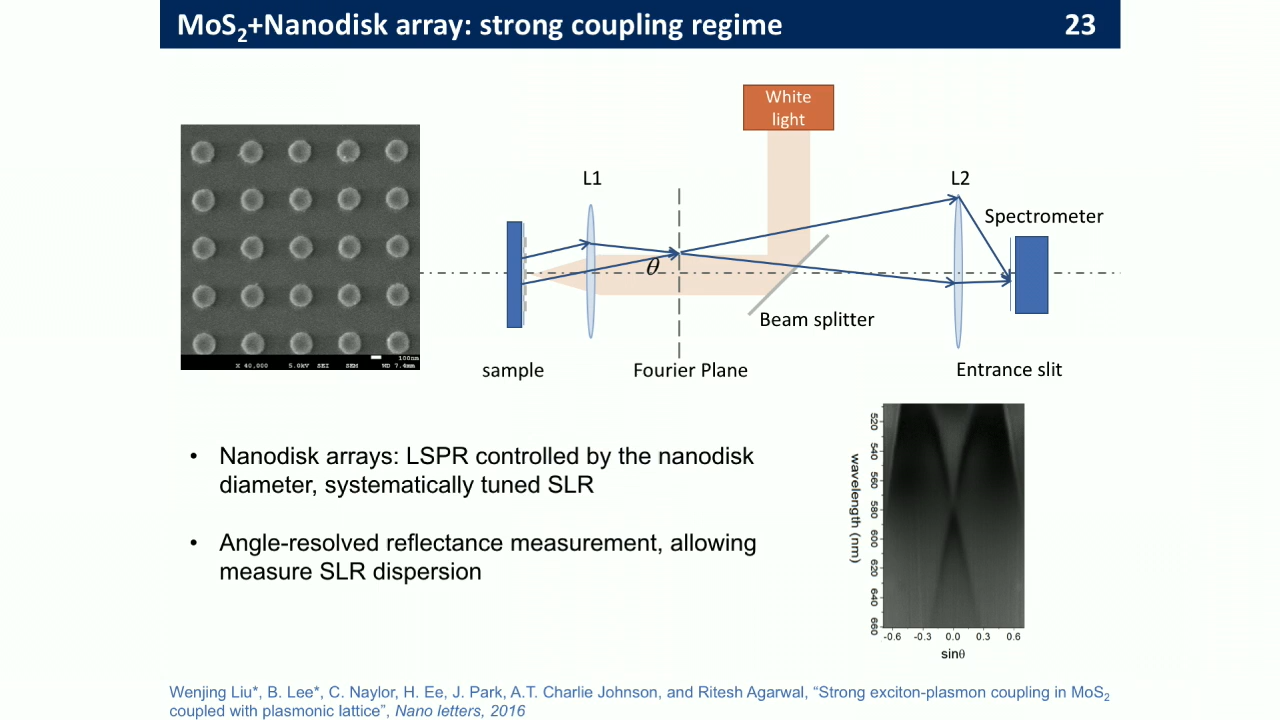 MoS2+Nanodisk array: strong coupling regime 23
White
light
L1
L2
Spectrometer
θ
Beam splitter
sample
Fourier Plane
Entrance slit
100nm
X 40,000 5.0kV SEI SEM WD 7.4mm
• Nanodisk arrays: LSPR controlled by the nanodisk
diameter, systematically tuned SLR
• Angle-resolved reflectance measurement, allowing
measure SLR dispersion
wavelength (nm)
520
540
560
580
600
620
640
660
-0.6 -0.3 0.0 0.3 0.6
sinθ
Wenjing Liu*, B. Lee*, C. Naylor, H. Ee, J. Park, A.T. Charlie Johnson, and Ritesh Agarwal, “Strong exciton-plasmon coupling in MoS2
coupled with plasmonic lattice”, Nano letters, 2016